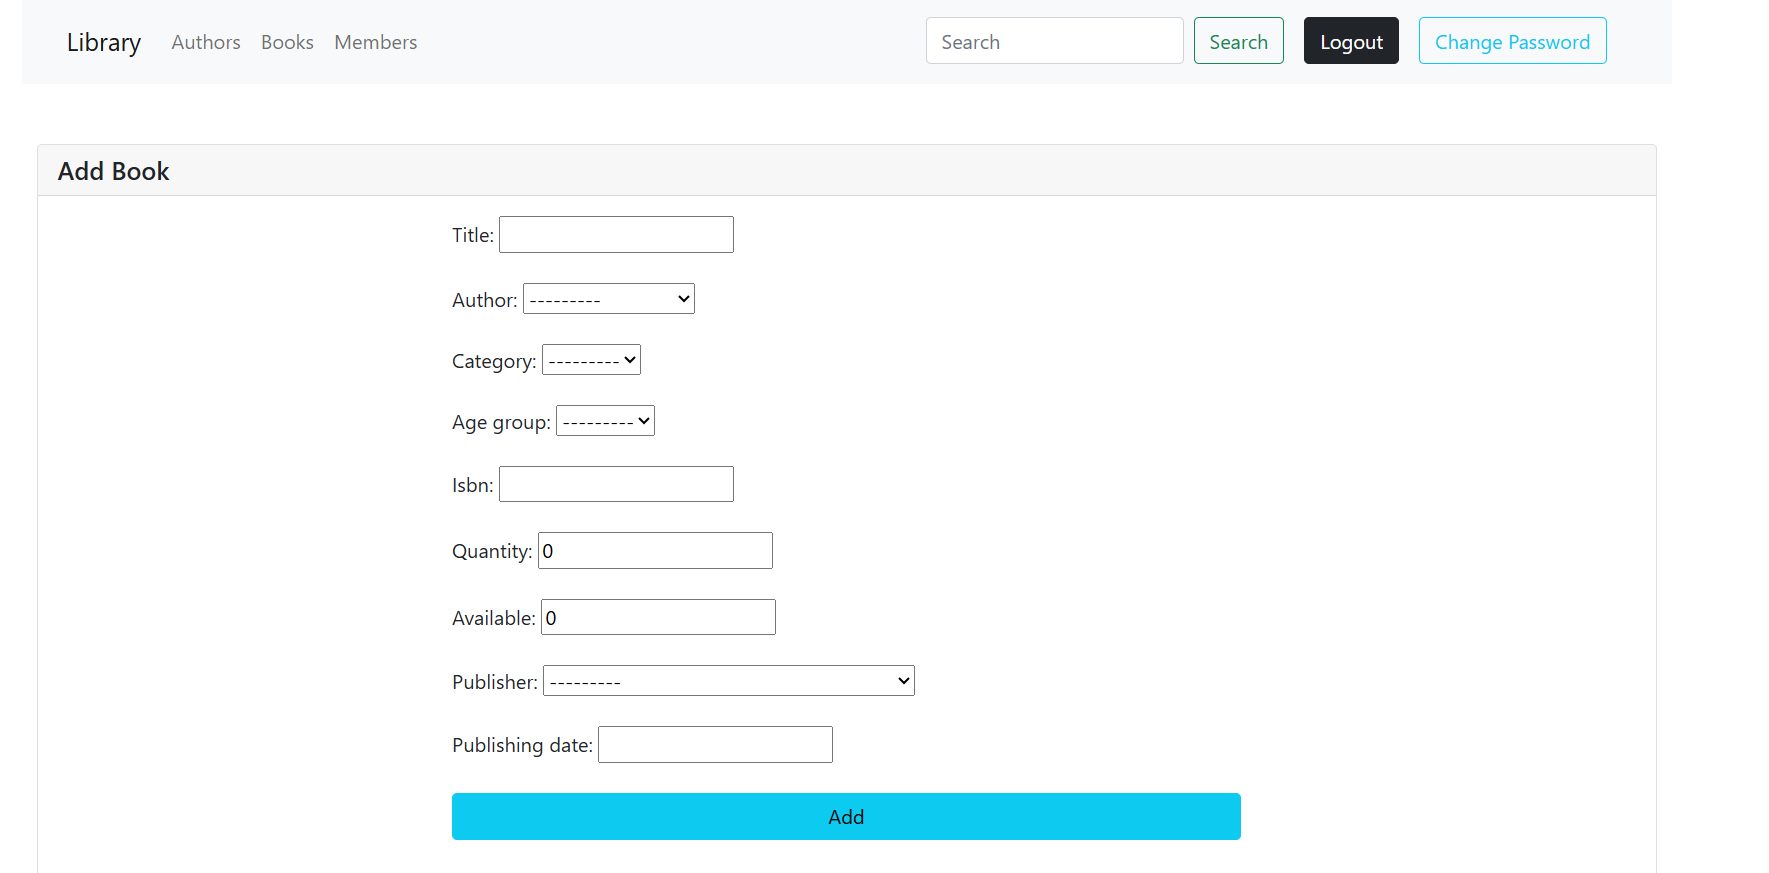 Library Authors Books Members Search Search Logout Change Password
Add Book
Title:
Author: ---------
Category: ---------
Age group: ---------
Isbn:
Quantity: 0
Available: 0
Publisher: ---------
Publishing date:
Add